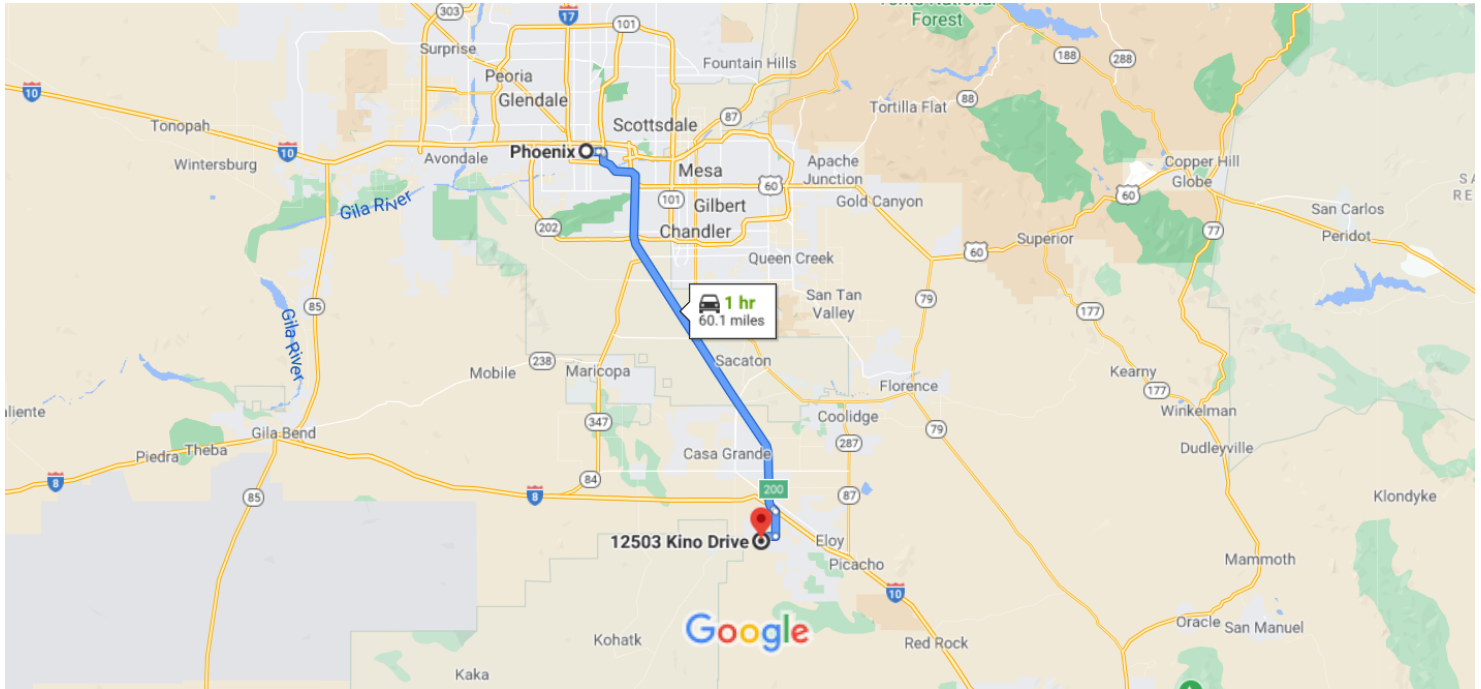 303
17
101
Tonto National
Forest
Surprise
188
288
Fountain Hills
Peoria
10
Glendale
88
Tortilla Flat
87
Tonopah
Scottsdale
10
Phoenix
Avondale
Wintersburg
Apache
Junction
Copper Hill
Globe
Mesa
60
60
Gila River
101
Gilbert
Gold Canyon
San Carlos
202
Chandler
77
Superior
Peridot
60
Queen Creek
85
79
San Tan
Valley
1 hr
60.1 miles
177
Gila River
238
Sacaton
Mobile
Maricopa
Florence
Kearny
177
Coolidge
Winkelman
347
79
Gila Bend
287
Dudleyville
Theba
Piedra
Casa Grande
84
8
200
85
8
87
Klondyke
12503 Kino Drive
Eloy
Picacho
Mammoth
10
Google
Oracle
San Manuel
Kohatk
Red Rock
Kaka